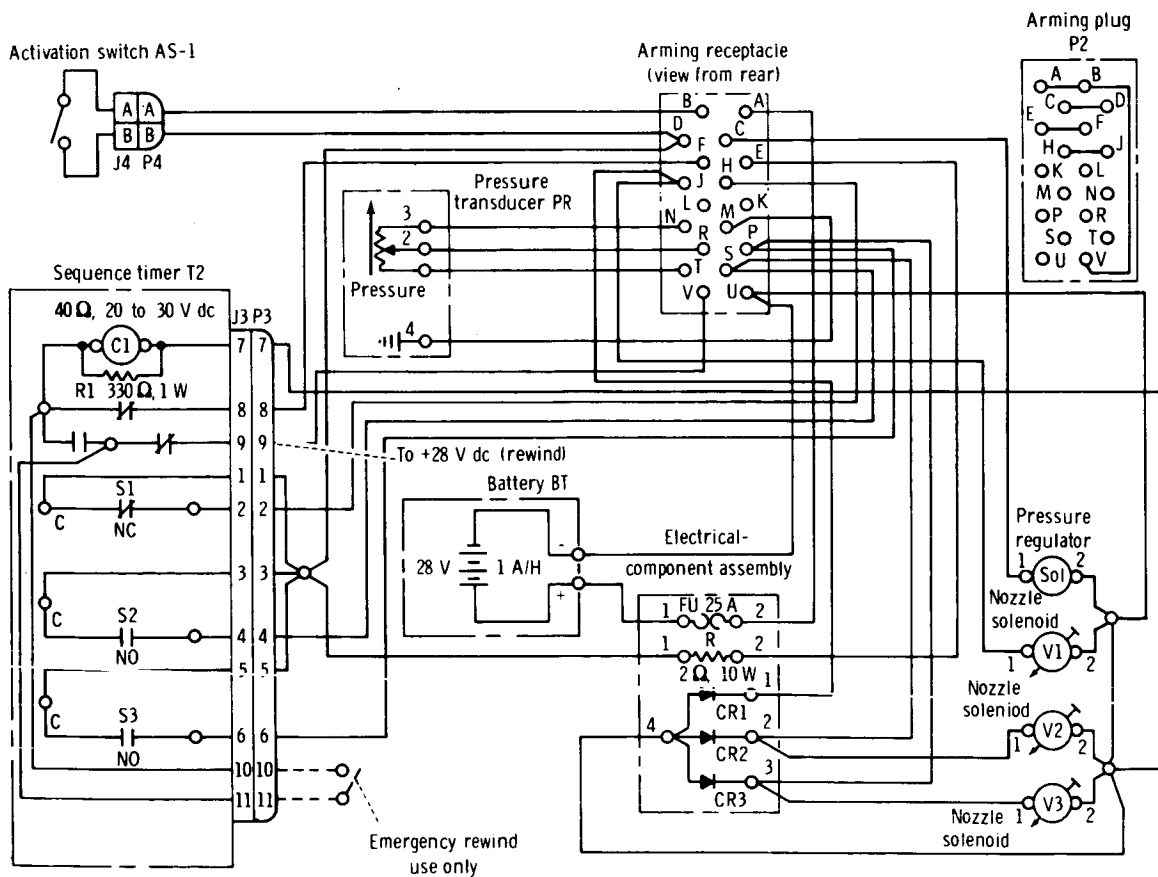 Activation switch AS-1
A A
B B
J4 P4
Arming receptacle
(view from rear)
B A
D C
F E
J H
L K
N M
R P
T S
V U
Arming plug
P2
A B
C D
E F
H J
K L
M N
P R
S T
U V
Pressure
transducer PR
3
2
Pressure
4
Sequence timer T2
40 Ω, 20 to 30 V dc
J3 P3
C1
7 7
R1 330 Ω, 1 W
8 8
9 9
To +28 V dc (rewind)
1 1
S1
2 2
C
NC
3 3
C
S2
4 4
NO
5 5
C
S3
6 6
NO
10 10
11 11
Emergency rewind
use only
Battery BT
28 V
1 A/H
-
+
Electrical-
component assembly
1 FU 25 A 2
1 R 2
2 Ω, 10 W
1
CR1
4
2
CR2
3
CR3
Pressure
regulator
1 Sol 2
Nozzle
solenoid
1 V1 2
Nozzle
soleniod
1 V2 2
1 V3 2
Nozzle
solenoid